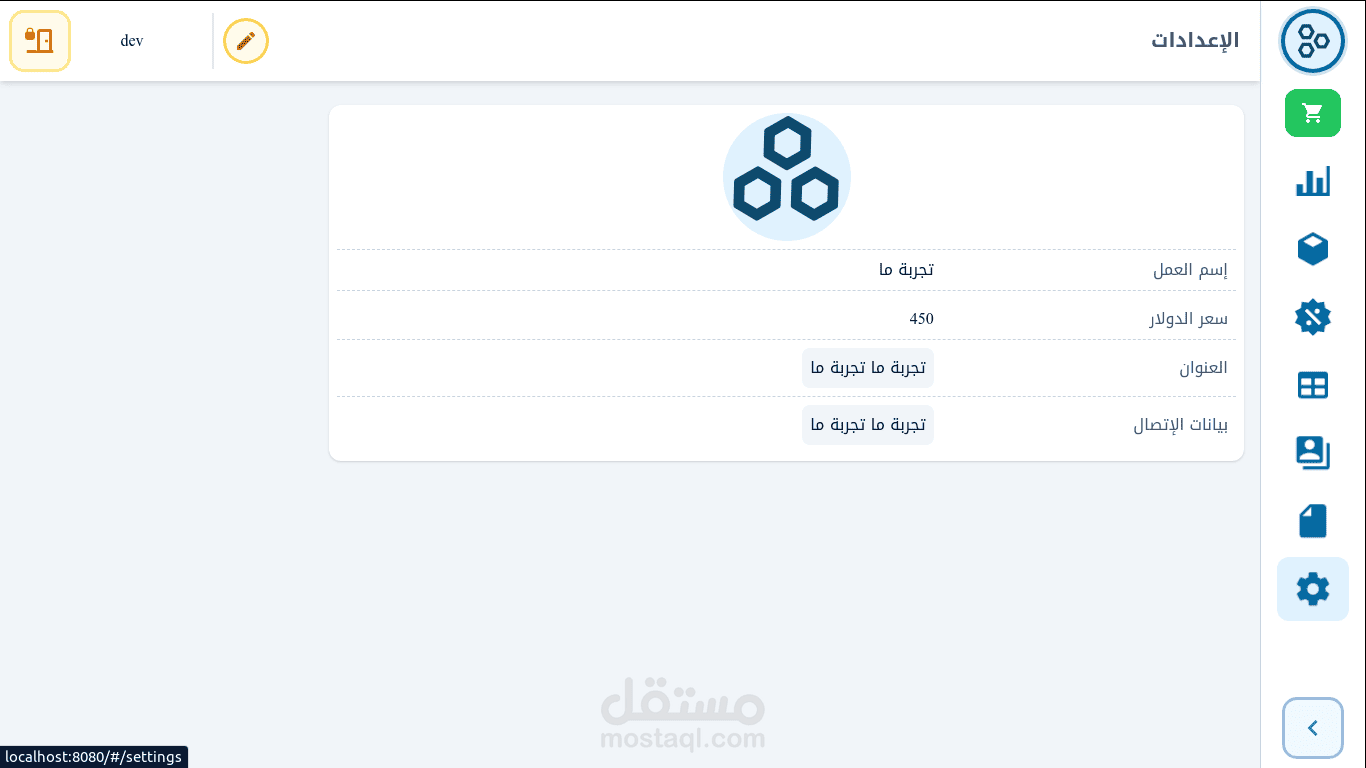 الإعدادات
dev
إسم العمل تجربة ما
سعر الدولار 450
العنوان تجربة ما تجربة ما
بيانات الإتصال تجربة ما تجربة ما
مستقل
mostaql.com
localhost:8080/#/settings